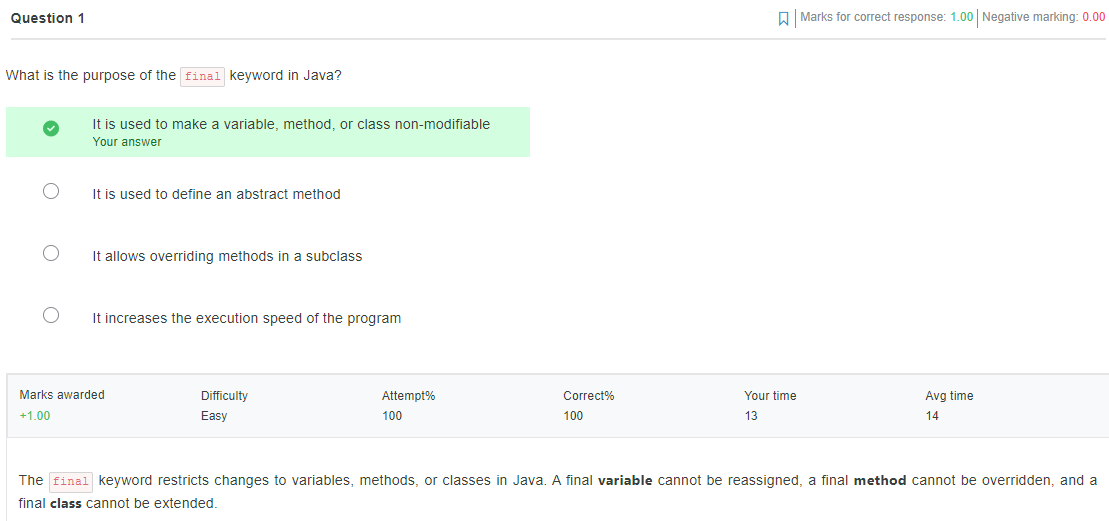 Question 1
Marks for correct response: 1.00 Negative marking: 0.00
What is the purpose of the final keyword in Java?
It is used to make a variable, method, or class non-modifiable
Your answer
It is used to define an abstract method
It allows overriding methods in a subclass
It increases the execution speed of the program
Marks awarded Difficulty Attempt% Correct% Your time Avg time
+1.00 Easy 100 100 13 14
The final keyword restricts changes to variables, methods, or classes in Java. A final variable cannot be reassigned, a final method cannot be overridden, and a
final class cannot be extended.